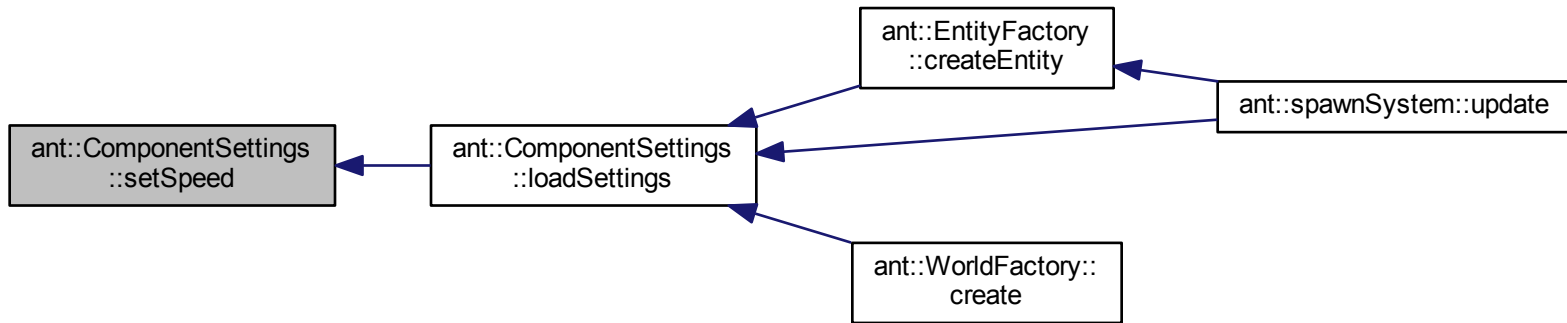 ant::ComponentSettings
::setSpeed
ant::ComponentSettings
::loadSettings
ant::EntityFactory
::createEntity
ant::spawnSystem::update
ant::WorldFactory::
create